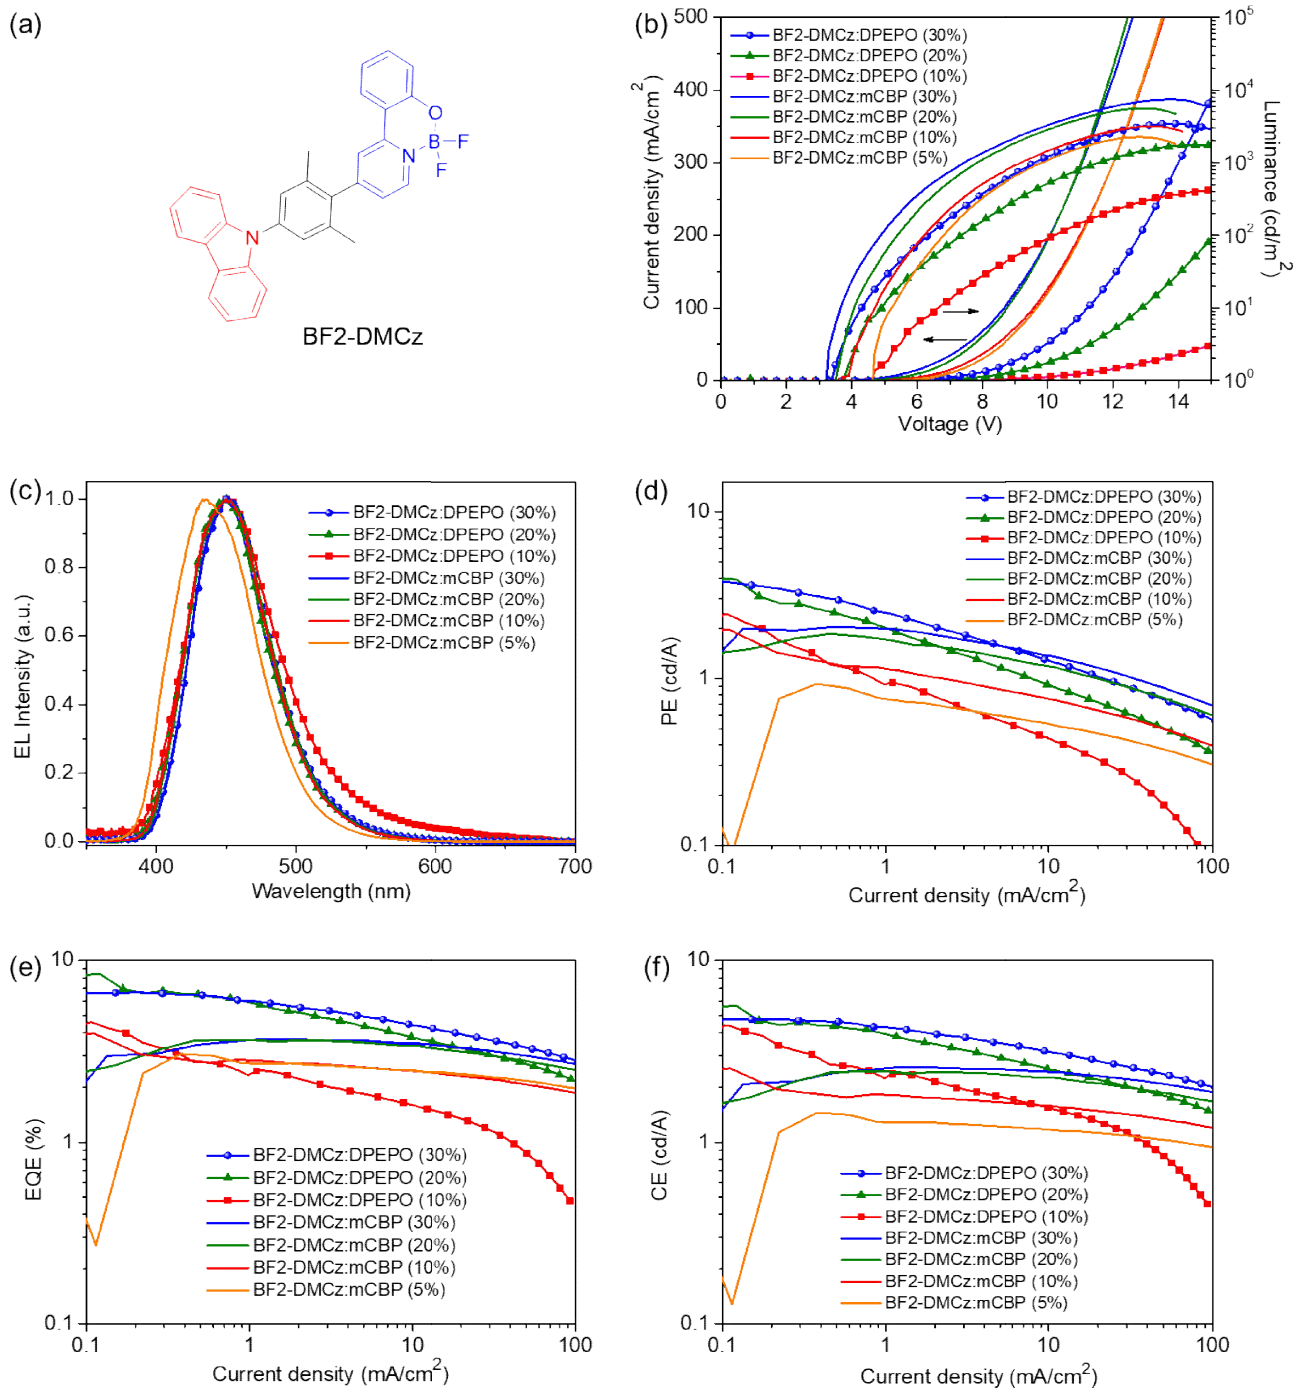 (a)
O
B
F
F
N
N
BF2-DMCz
(b)
500
400
300
200
100
0
Current density (mA/cm²)
BF2-DMCz:DPEPO (30%)
BF2-DMCz:DPEPO (20%)
BF2-DMCz:DPEPO (10%)
BF2-DMCz:mCBP (30%)
BF2-DMCz:mCBP (20%)
BF2-DMCz:mCBP (10%)
BF2-DMCz:mCBP (5%)
10⁵
10⁴
10³
10²
10¹
10⁰
Luminance (cd/m²)
0 2 4 6 8 10 12 14
Voltage (V)
(c)
1.0
0.8
0.6
0.4
0.2
0.0
EL Intensity (a.u.)
BF2-DMCz:DPEPO (30%)
BF2-DMCz:DPEPO (20%)
BF2-DMCz:DPEPO (10%)
BF2-DMCz:mCBP (30%)
BF2-DMCz:mCBP (20%)
BF2-DMCz:mCBP (10%)
BF2-DMCz:mCBP (5%)
400 500 600 700
Wavelength (nm)
(d)
10
1
0.1
PE (cd/A)
BF2-DMCz:DPEPO (30%)
BF2-DMCz:DPEPO (20%)
BF2-DMCz:DPEPO (10%)
BF2-DMCz:mCBP (30%)
BF2-DMCz:mCBP (20%)
BF2-DMCz:mCBP (10%)
BF2-DMCz:mCBP (5%)
0.1 1 10 100
Current density (mA/cm²)
(e)
10
1
0.1
EQE (%)
BF2-DMCz:DPEPO (30%)
BF2-DMCz:DPEPO (20%)
BF2-DMCz:DPEPO (10%)
BF2-DMCz:mCBP (30%)
BF2-DMCz:mCBP (20%)
BF2-DMCz:mCBP (10%)
BF2-DMCz:mCBP (5%)
0.1 1 10 100
Current density (mA/cm²)
(f)
10
1
0.1
CE (cd/A)
BF2-DMCz:DPEPO (30%)
BF2-DMCz:DPEPO (20%)
BF2-DMCz:DPEPO (10%)
BF2-DMCz:mCBP (30%)
BF2-DMCz:mCBP (20%)
BF2-DMCz:mCBP (10%)
BF2-DMCz:mCBP (5%)
0.1 1 10 100
Current density (mA/cm²)